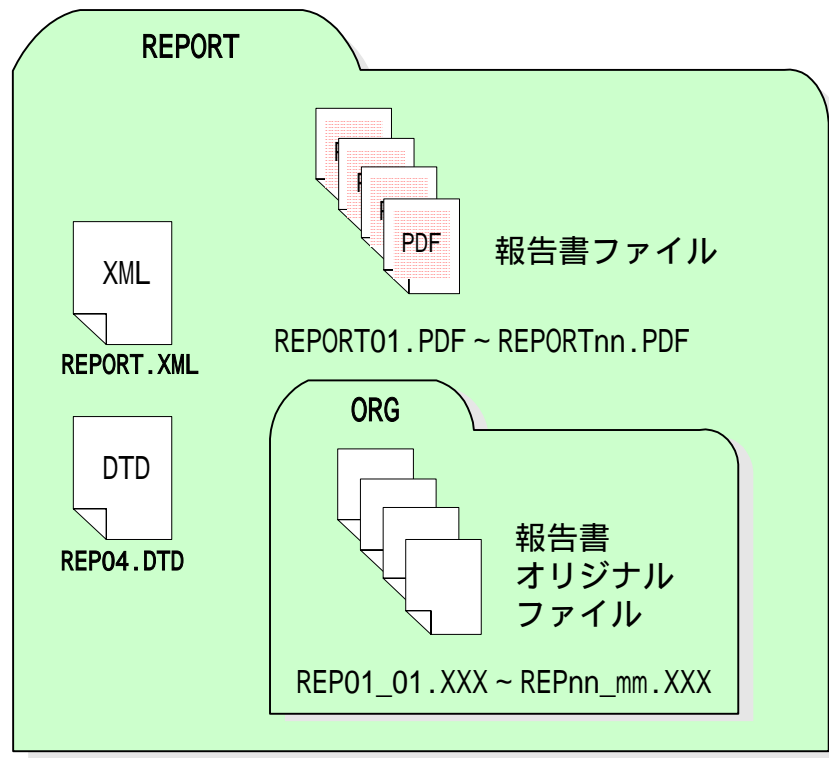 REPORT
PDF
報告書ファイル
REPORT01.PDF～REPORTnn.PDF
XML
REPORT.XML
DTD
REP04.DTD
ORG
報告書
オリジナル
ファイル
REP01_01.XXX～REPnn_mm.XXX